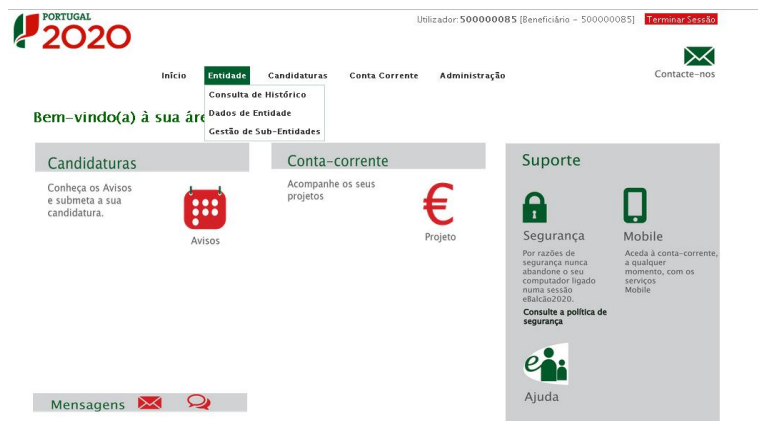 PORTUGAL
2020
Utilizador: 500000085 [Beneficiário - 500000085] Terminar Sessão
Contacte-nos
Início Entidade Candidaturas Conta Corrente Administração
Consulta de Histórico
Dados de Entidade
Gestão de Sub-Entidades
Bem-vindo(a) à sua
Candidaturas
Conheça os Avisos
e submeta a sua
candidatura.
Avisos
Conta-corrente
Acompanhe os seus
projetos
€
Projeto
Suporte
Segurança
Por razões de
segurança nunca
abandone o seu
computador ligado
numa sessão
eBalcão2020.
Consulte a política de
segurança
Mobile
Aceda à conta-corrente,
a qualquer
momento, com os
serviços
Mobile
e
Ajuda
Mensagens